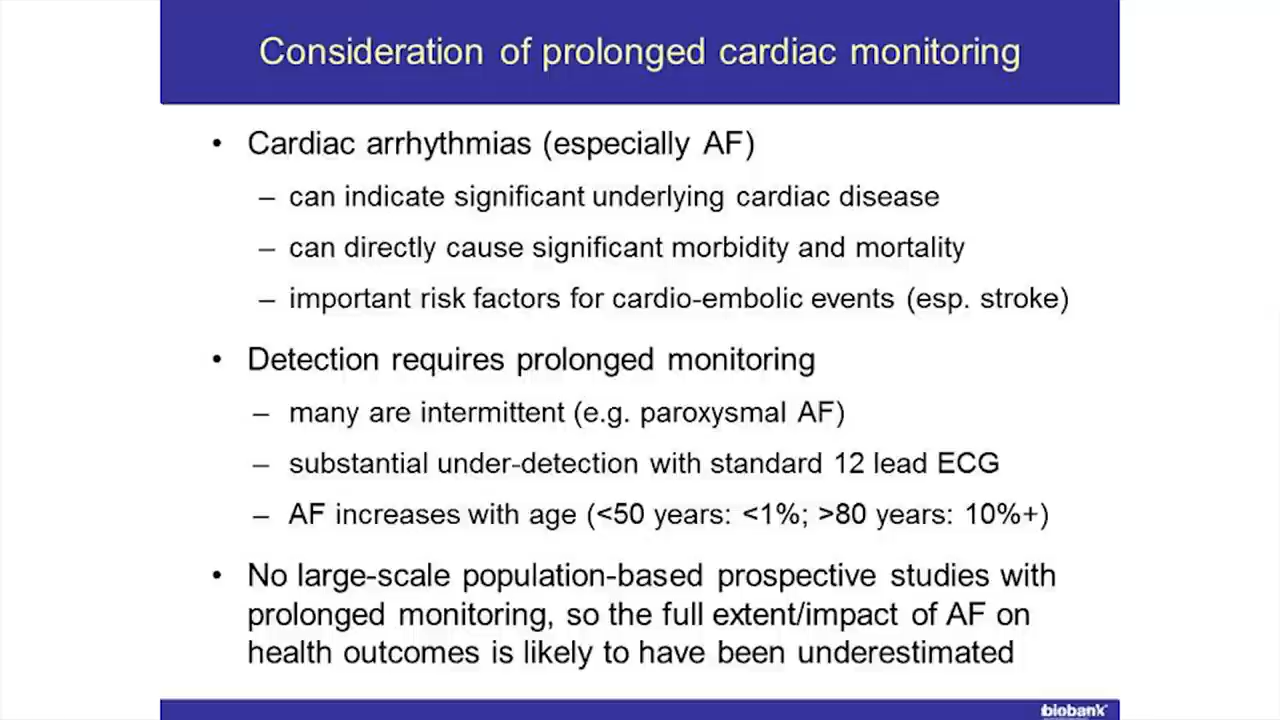 Consideration of prolonged cardiac monitoring
• Cardiac arrhythmias (especially AF)
– can indicate significant underlying cardiac disease
– can directly cause significant morbidity and mortality
– important risk factors for cardio-embolic events (esp. stroke)
• Detection requires prolonged monitoring
– many are intermittent (e.g. paroxysmal AF)
– substantial under-detection with standard 12 lead ECG
– AF increases with age (<50 years: <1%; >80 years: 10%+)
• No large-scale population-based prospective studies with
prolonged monitoring, so the full extent/impact of AF on
health outcomes is likely to have been underestimated
biobank